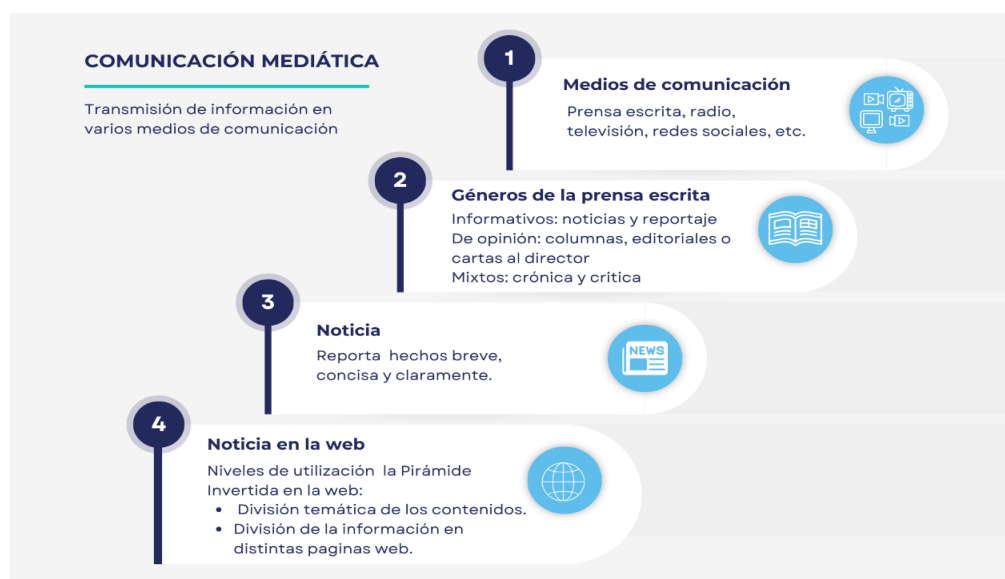 COMUNICACIÓN MEDIÁTICA
Transmisión de información en
varios medios de comunicación
1
Medios de comunicación
Prensa escrita, radio,
televisión, redes sociales, etc.
2
Géneros de la prensa escrita
Informativos: noticias y reportaje
De opinión: columnas, editoriales o
cartas al director
Mixtos: crónica y critica
3
Noticia
Reporta hechos breve,
concisa y claramente.
NEWS
4
Noticia en la web
Niveles de utilización la Pirámide
Invertida en la web:
• División temática de los contenidos.
• División de la información en
distintas paginas web.